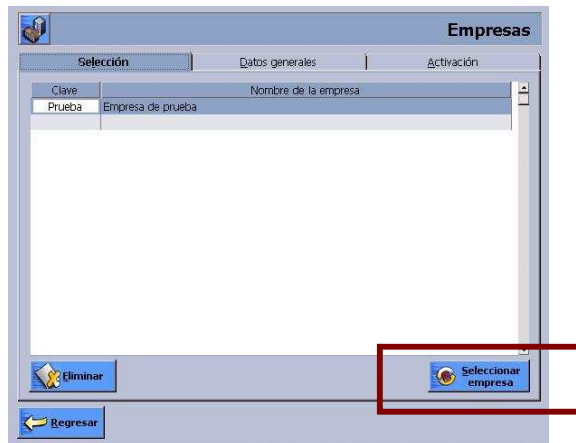 Empresas
Selección Datos generales Activación
Clave Nombre de la empresa
Prueba Empresa de prueba
Eliminar
Seleccionar
empresa
Regresar